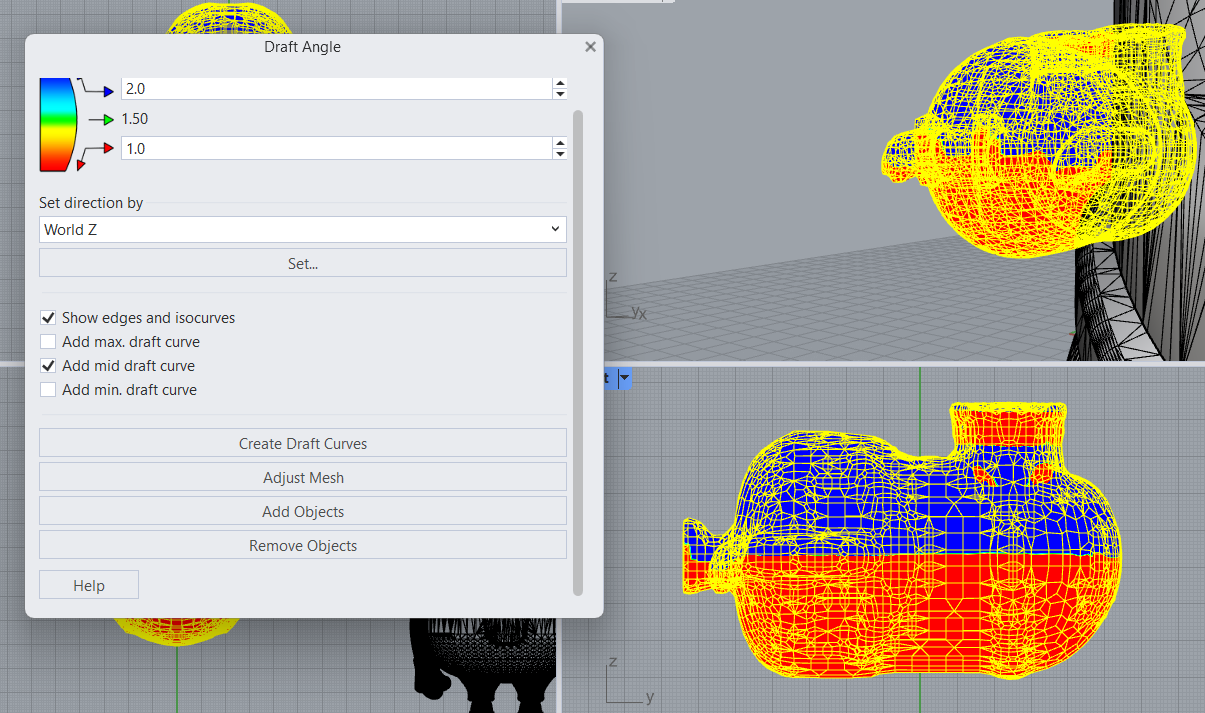 Draft Angle
2.0
1.50
1.0
Set direction by
World Z
Set...
Show edges and isocurves
Add max. draft curve
Add mid draft curve
Add min. draft curve
Create Draft Curves
Adjust Mesh
Add Objects
Remove Objects
Help
z
y
x
t
z
y